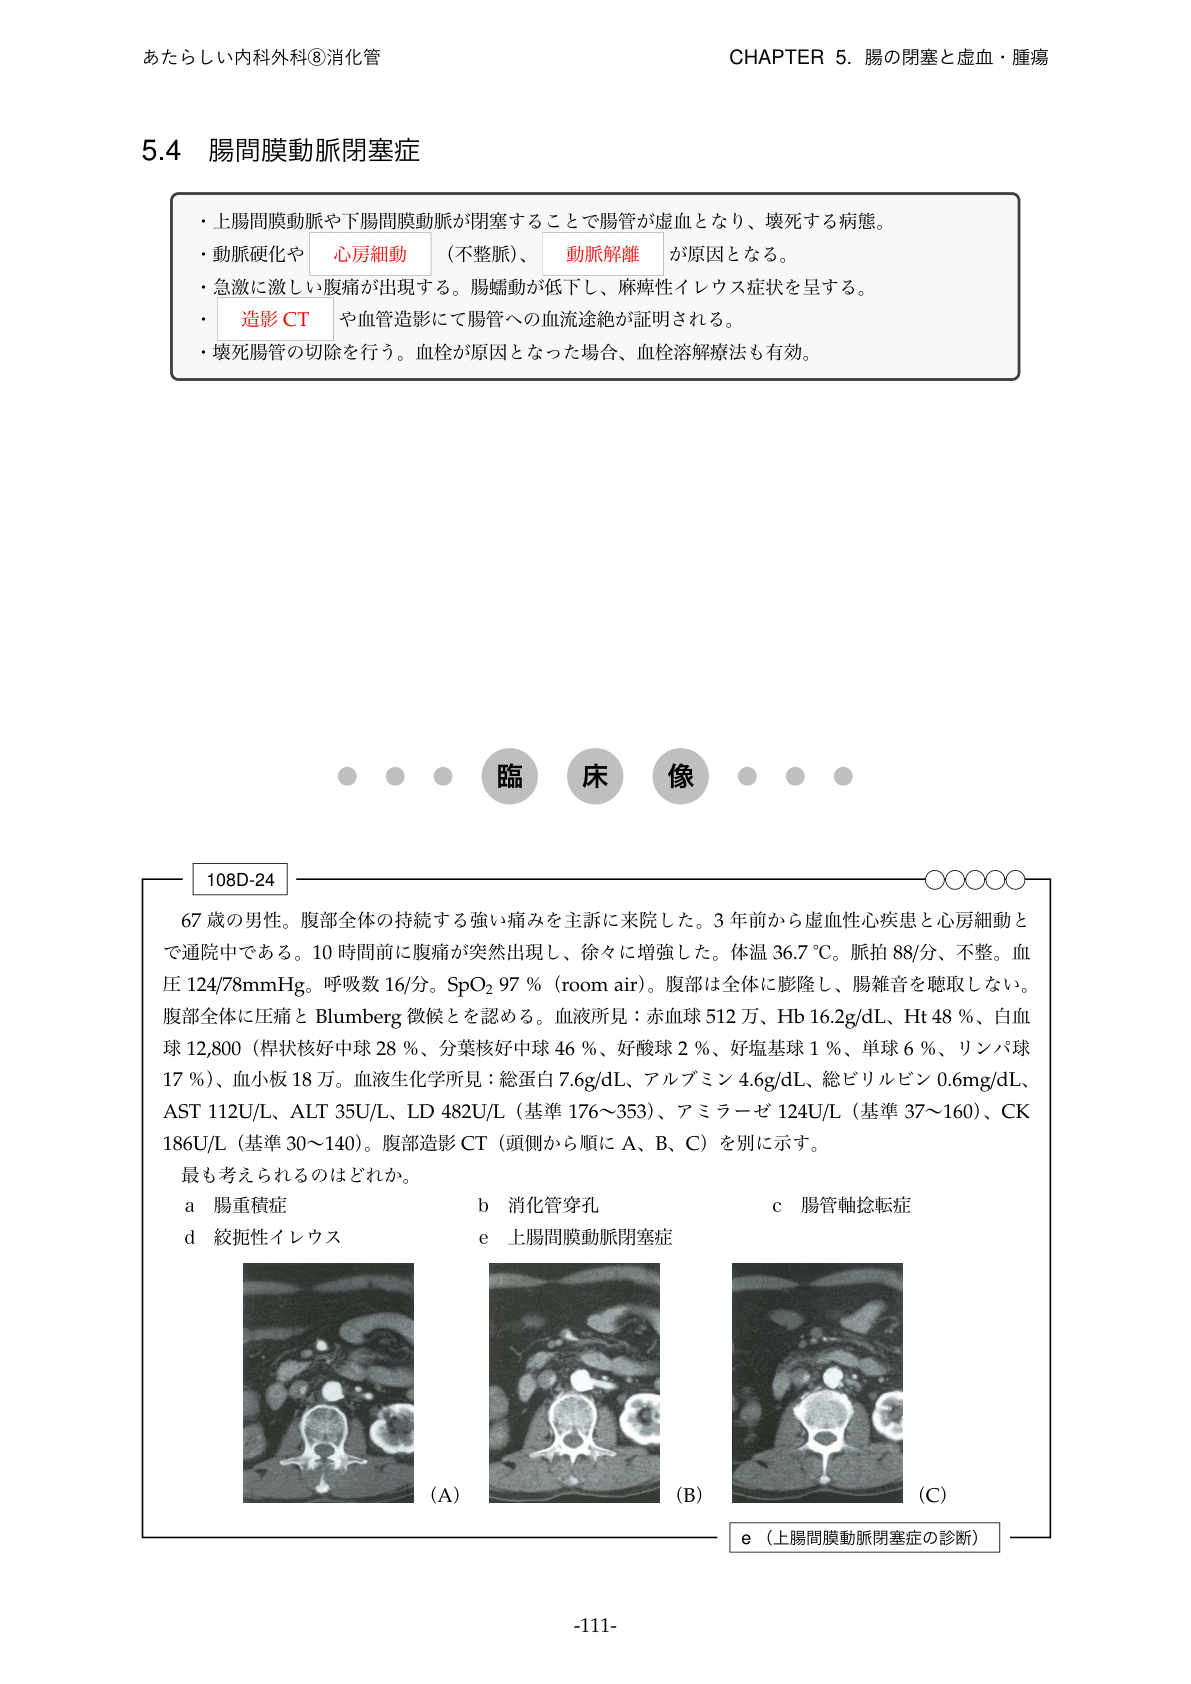 あたらしい内科外科⑧消化管 CHAPTER 5. 腸の閉塞と虚血・腫瘍
5.4 腸間膜動脈閉塞症
・上腸間膜動脈や下腸間膜動脈が閉塞することで腸管が虚血となり、壊死する病態。
・動脈硬化や 心房細動 （不整脈）、 動脈解離 が原因となる。
・急激に激しい腹痛が出現する。腸蠕動が低下し、麻痺性イレウス症状を呈する。
・ 造影 CT や血管造影にて腸管への血流途絶が証明される。
・壊死腸管の切除を行う。血栓が原因となった場合、血栓溶解療法も有効。
臨 床 像
108D-24 ○○○○○
67 歳の男性。腹部全体の持続する強い痛みを主訴に来院した。3 年前から虚血性心疾患と心房細動と
で通院中である。10 時間前に腹痛が突然出現し、徐々に増強した。体温 36.7 ℃。脈拍 88/分、不整。血
圧 124/78mmHg。呼吸数 16/分。SpO₂ 97 %（room air）。腹部は全体に膨隆し、腸雑音を聴取しない。
腹部全体に圧痛と Blumberg 徴候とを認める。血液所見：赤血球 512 万、Hb 16.2g/dL、Ht 48 %、白血
球 12,800（桿状核好中球 28 %、分葉核好中球 46 %、好酸球 2 %、好塩基球 1 %、単球 6 %、リンパ球
17 %）、血小板 18 万。血液生化学所見：総蛋白 7.6g/dL、アルブミン 4.6g/dL、総ビリルビン 0.6mg/dL、
AST 112U/L、ALT 35U/L、LD 482U/L（基準 176〜353）、アミラーゼ 124U/L（基準 37〜160）、CK
186U/L（基準 30〜140）。腹部造影 CT（頭側から順に A、B、C）を別に示す。
最も考えられるのはどれか。
a 腸重積症 b 消化管穿孔 c 腸管軸捻転症
d 絞扼性イレウス e 上腸間膜動脈閉塞症
(A) (B) (C)
e （上腸間膜動脈閉塞症の診断）
-111-